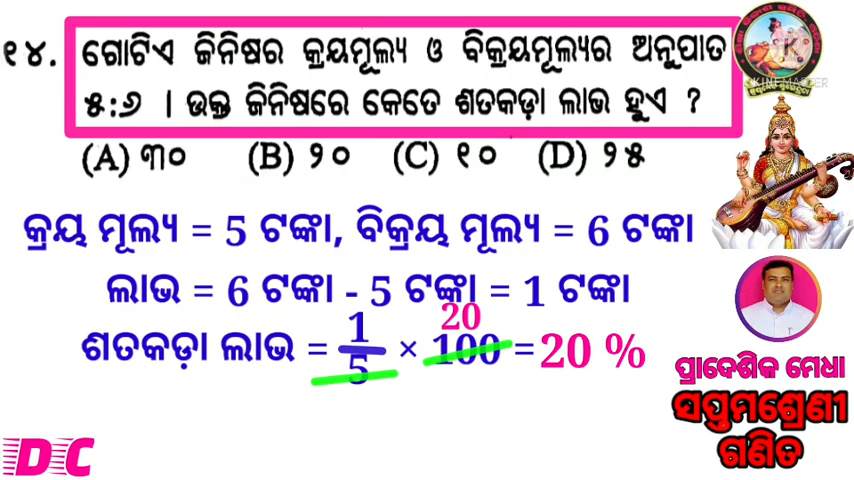 ୧୪. ଗୋଟିଏ ଜିନିଷର କ୍ରୟମୂଲ୍ୟ ଓ ବିକ୍ରୟମୂଲ୍ୟର ଅନୁପାତ
୫:୬ । ଉକ୍ତ ଜିନିଷରେ କେତେ ଶତକଡ଼ା ଲାଭ ହୁଏ ?
(A) ୩୦ (B) ୨୦ (C) ୧୦ (D) ୨୫
କ୍ରୟ ମୂଲ୍ୟ = 5 ଟଙ୍କା, ବିକ୍ରୟ ମୂଲ୍ୟ = 6 ଟଙ୍କା
ଲାଭ = 6 ଟଙ୍କା - 5 ଟଙ୍କା = 1 ଟଙ୍କା
20
ଶତକଡ଼ା ଲାଭ = 1/5 × 100 = 20 %
ପ୍ରାଦେଶିକ ମେଧା
ସପ୍ତମଶ୍ରେଣୀ
ଗଣିତ
DC